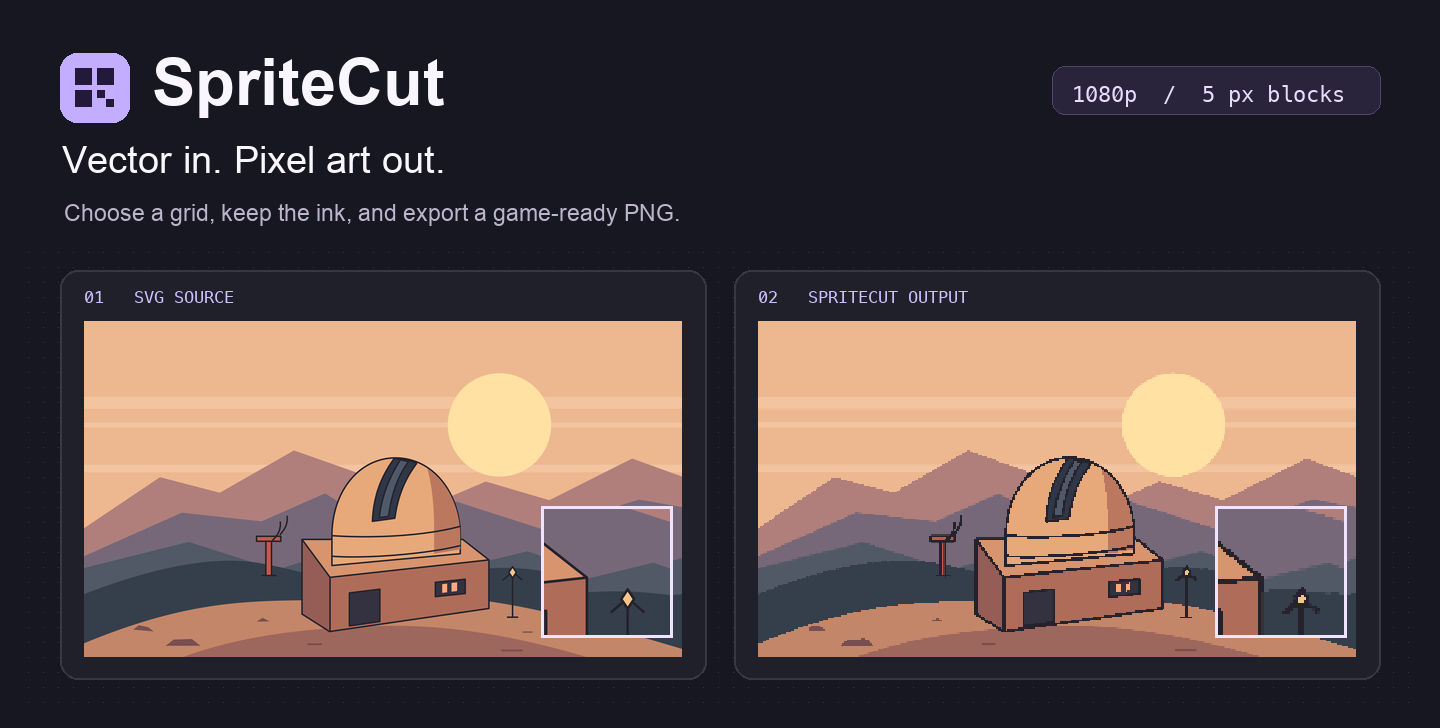 SpriteCut
1080p / 5 px blocks
Vector in. Pixel art out.
Choose a grid, keep the ink, and export a game-ready PNG.
01 SVG SOURCE
02 SPRITECUT OUTPUT